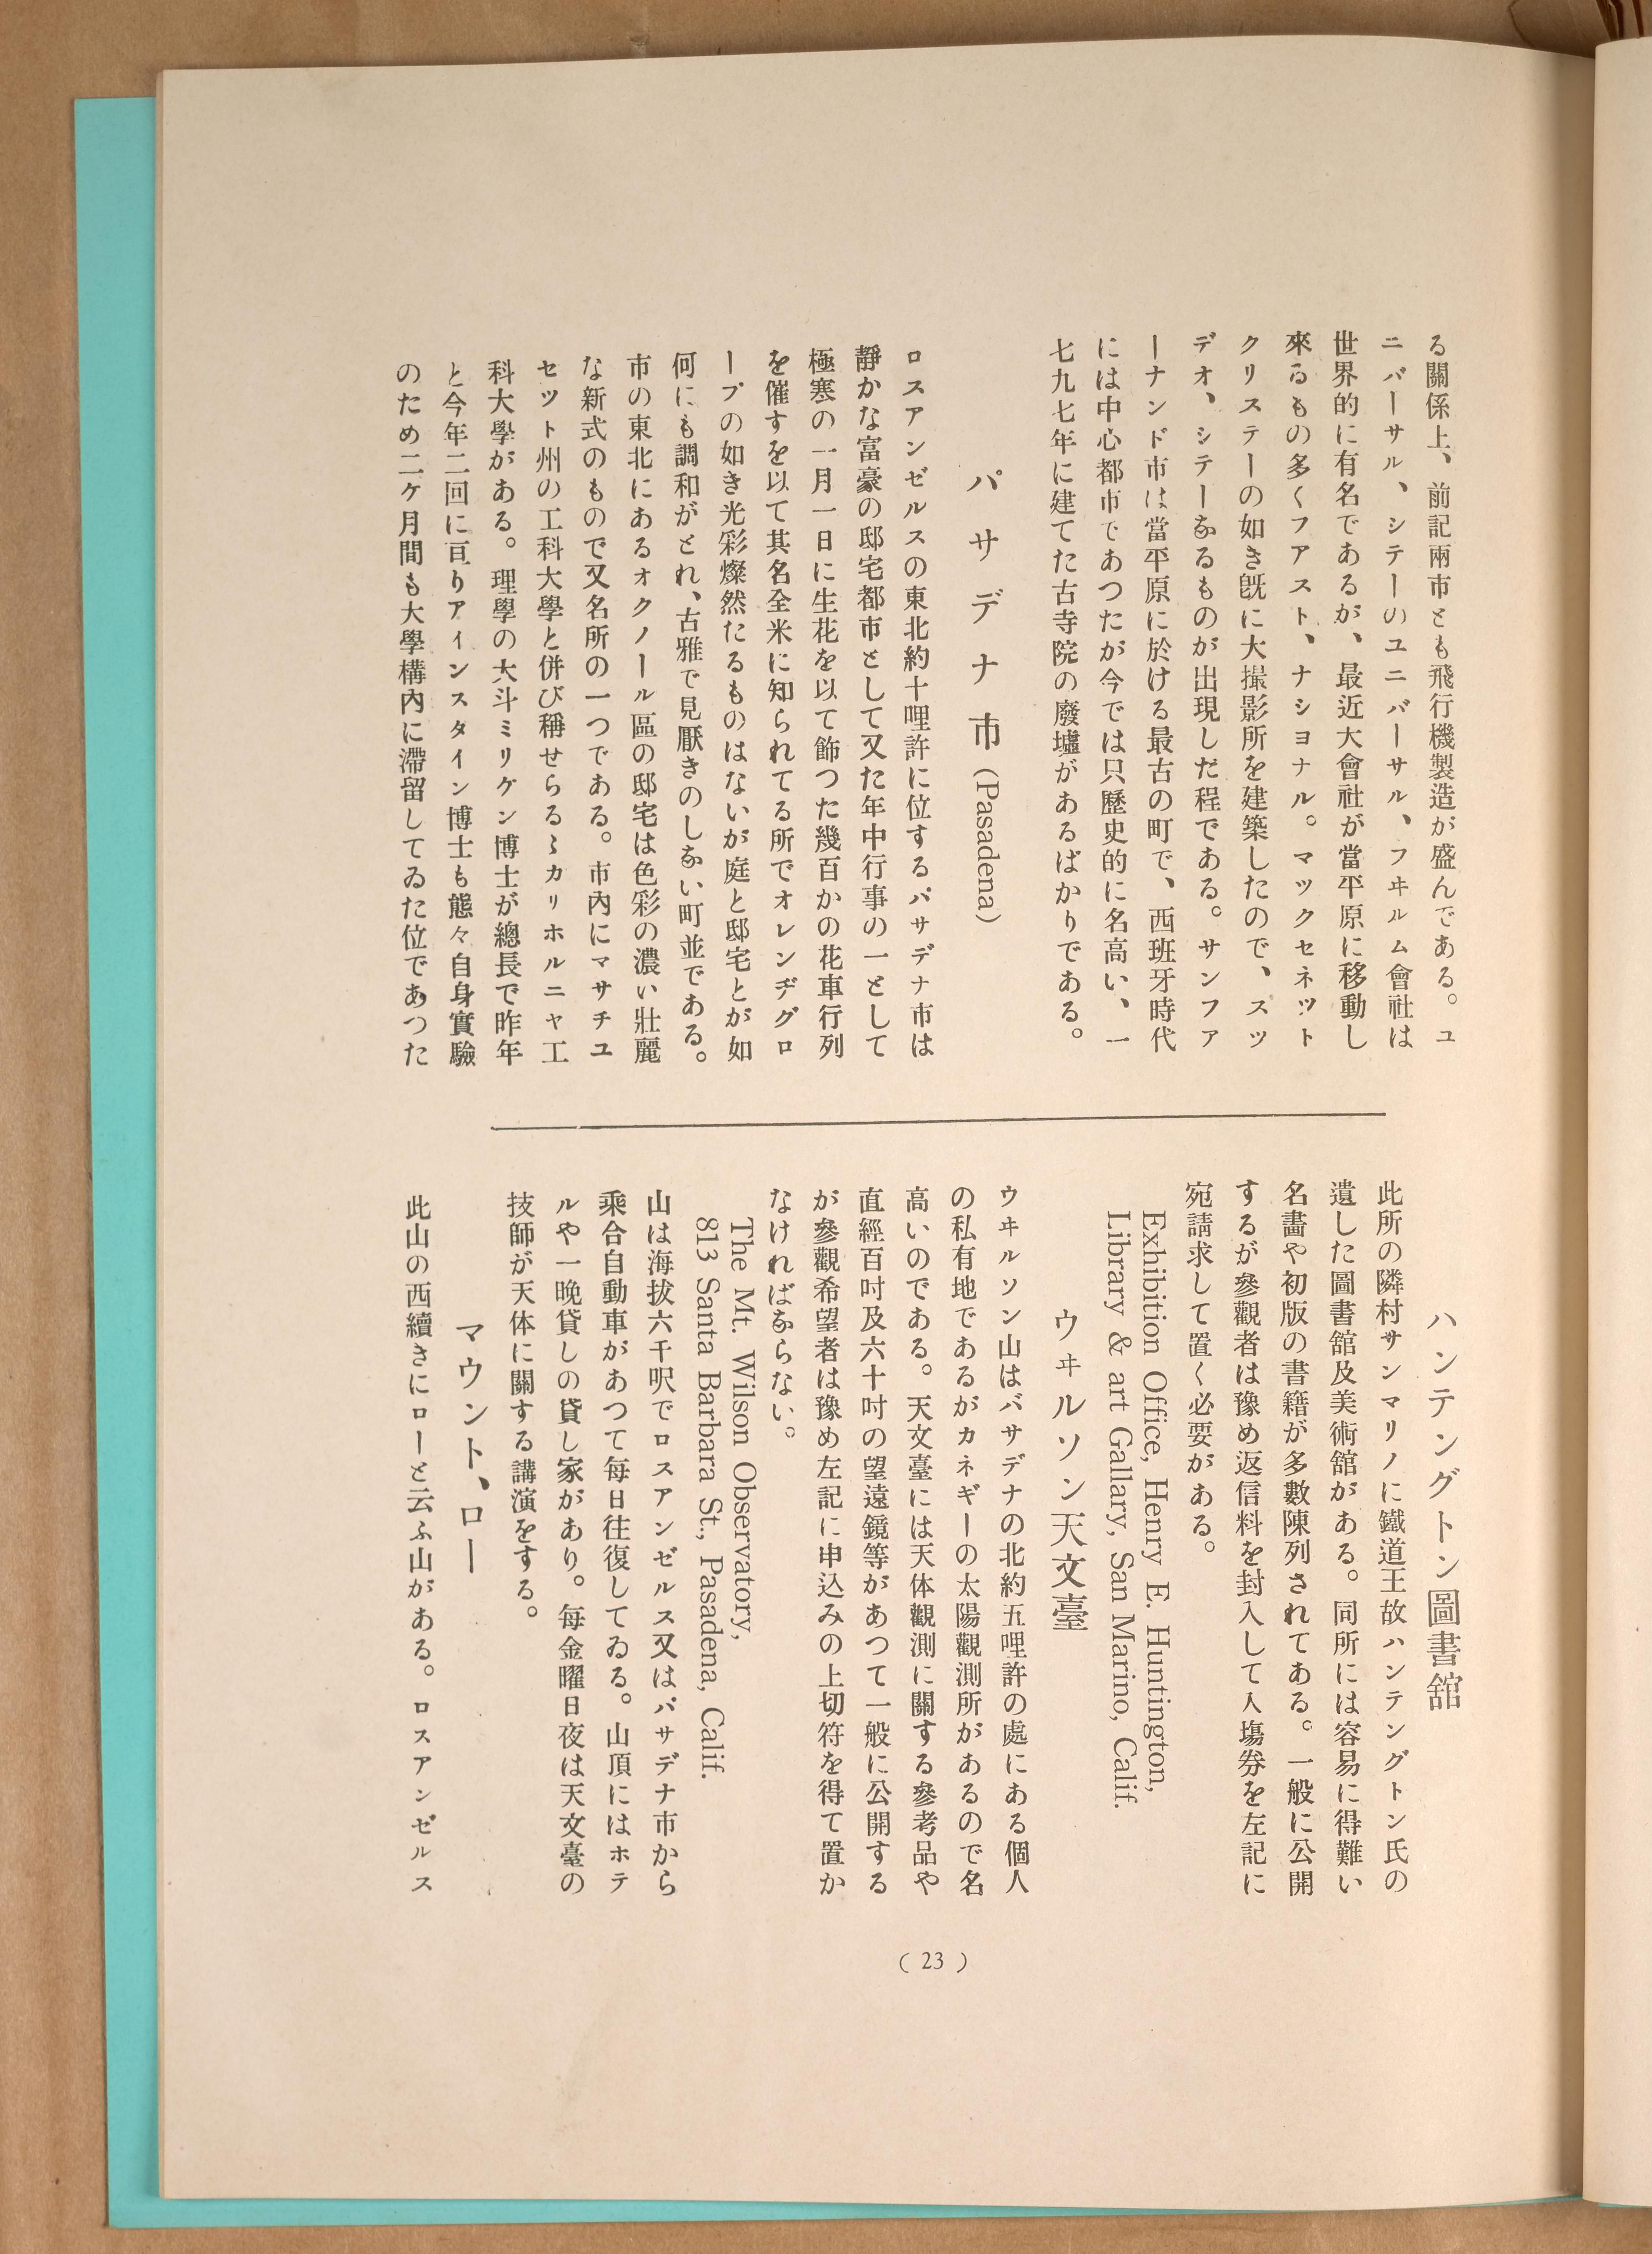 る關係上、前記兩市とも飛行機製造が盛んである。ユ
ニバーサル、シテーのユニバーサル、フヰルム會社は
世界的に有名であるが、最近大會社が當平原に移動し
來るもの多くフアスト、ナシヨナル。マックセネット
クリステーの如き旣に大撮影所を建築したので、スッ
デオ、シテーなるものが出現した程である。サンファ
ーナンド市は當平原に於ける最古の町で、西班牙時代
には中心都市であつたが今では只歷史的に名高い、一
七九七年に建てた古寺院の廢墟があるばかりである。
パサデナ市 (Pasadena)
ロスアンゼルスの東北約十哩許に位するパサデナ市は
靜かな富豪の邸宅都市として又た年中行事の一として
極寒の一月一日に生花を以て飾つた幾百かの花車行列
を催すを以て其名全米に知られてる所でオレンヂグロ
ーブの如き光彩燦然たるものはないが庭と邸宅とが如
何にも調和がとれ、古雅で見厭きのしない町並である。
市の東北にあるオクノール區の邸宅は色彩の濃い壯麗
な新式のもので又名所の一つである。市內にマサチユ
セツト州の工科大學と併び稱せらるゝカリホルニヤ工
科大學がある。理學の大斗ミリケン博士が總長で昨年
と今年二回に亘りアインスタイン博士も態々自身實驗
のため二ケ月間も大學構內に滯留してゐた位であつた
ハンテングトン圖書舘
此所の隣村サンマリノに鐵道王故ハンテングトン氏の
遺した圖書舘及美術舘がある。同所には容易に得難い
名畵や初版の書籍が多數陳列されてある。一般に公開
するが參觀者は豫め返信料を封入して入塲券を左記に
宛請求して置く必要がある。
Exhibition Office, Henry E. Huntington,
Library & art Gallary, San Marino, Calif.
ウヰルソン天文臺
ウヰルソン山はパサデナの北約五哩許の處にある個人
の私有地であるがカネギーの太陽觀測所があるので名
高いのである。天文臺には天体觀測に關する參考品や
直經百吋及六十吋の望遠鏡等があつて一般に公開する
が參觀希望者は豫め左記に申込みの上切符を得て置か
なければならない。
The Mt. Wilson Observatory,
813 Santa Barbara St., Pasadena, Calif.
山は海拔六千呎でロスアンゼルス又はパサデナ市から
乘合自動車があつて每日往復してゐる。山頂にはホテ
ルや一晚貸しの貸し家があり。每金曜日夜は天文臺の
技師が天体に關する講演をする。
マウント、ロー
此山の西續きにローと云ふ山がある。ロスアンゼルス
( 23 )